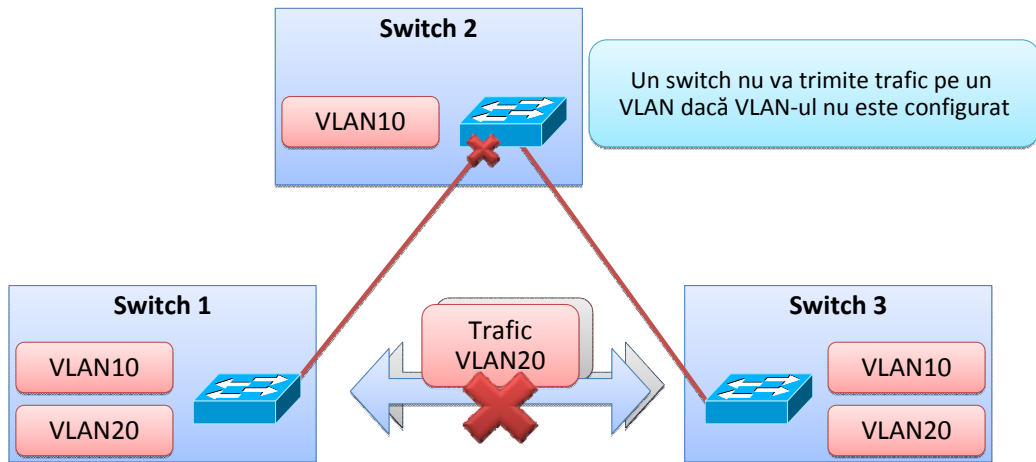 Switch 2
VLAN10
Un switch nu va trimite trafic pe un
VLAN dacă VLAN-ul nu este configurat
Switch 1
VLAN10
VLAN20
Trafic
VLAN20
Switch 3
VLAN10
VLAN20